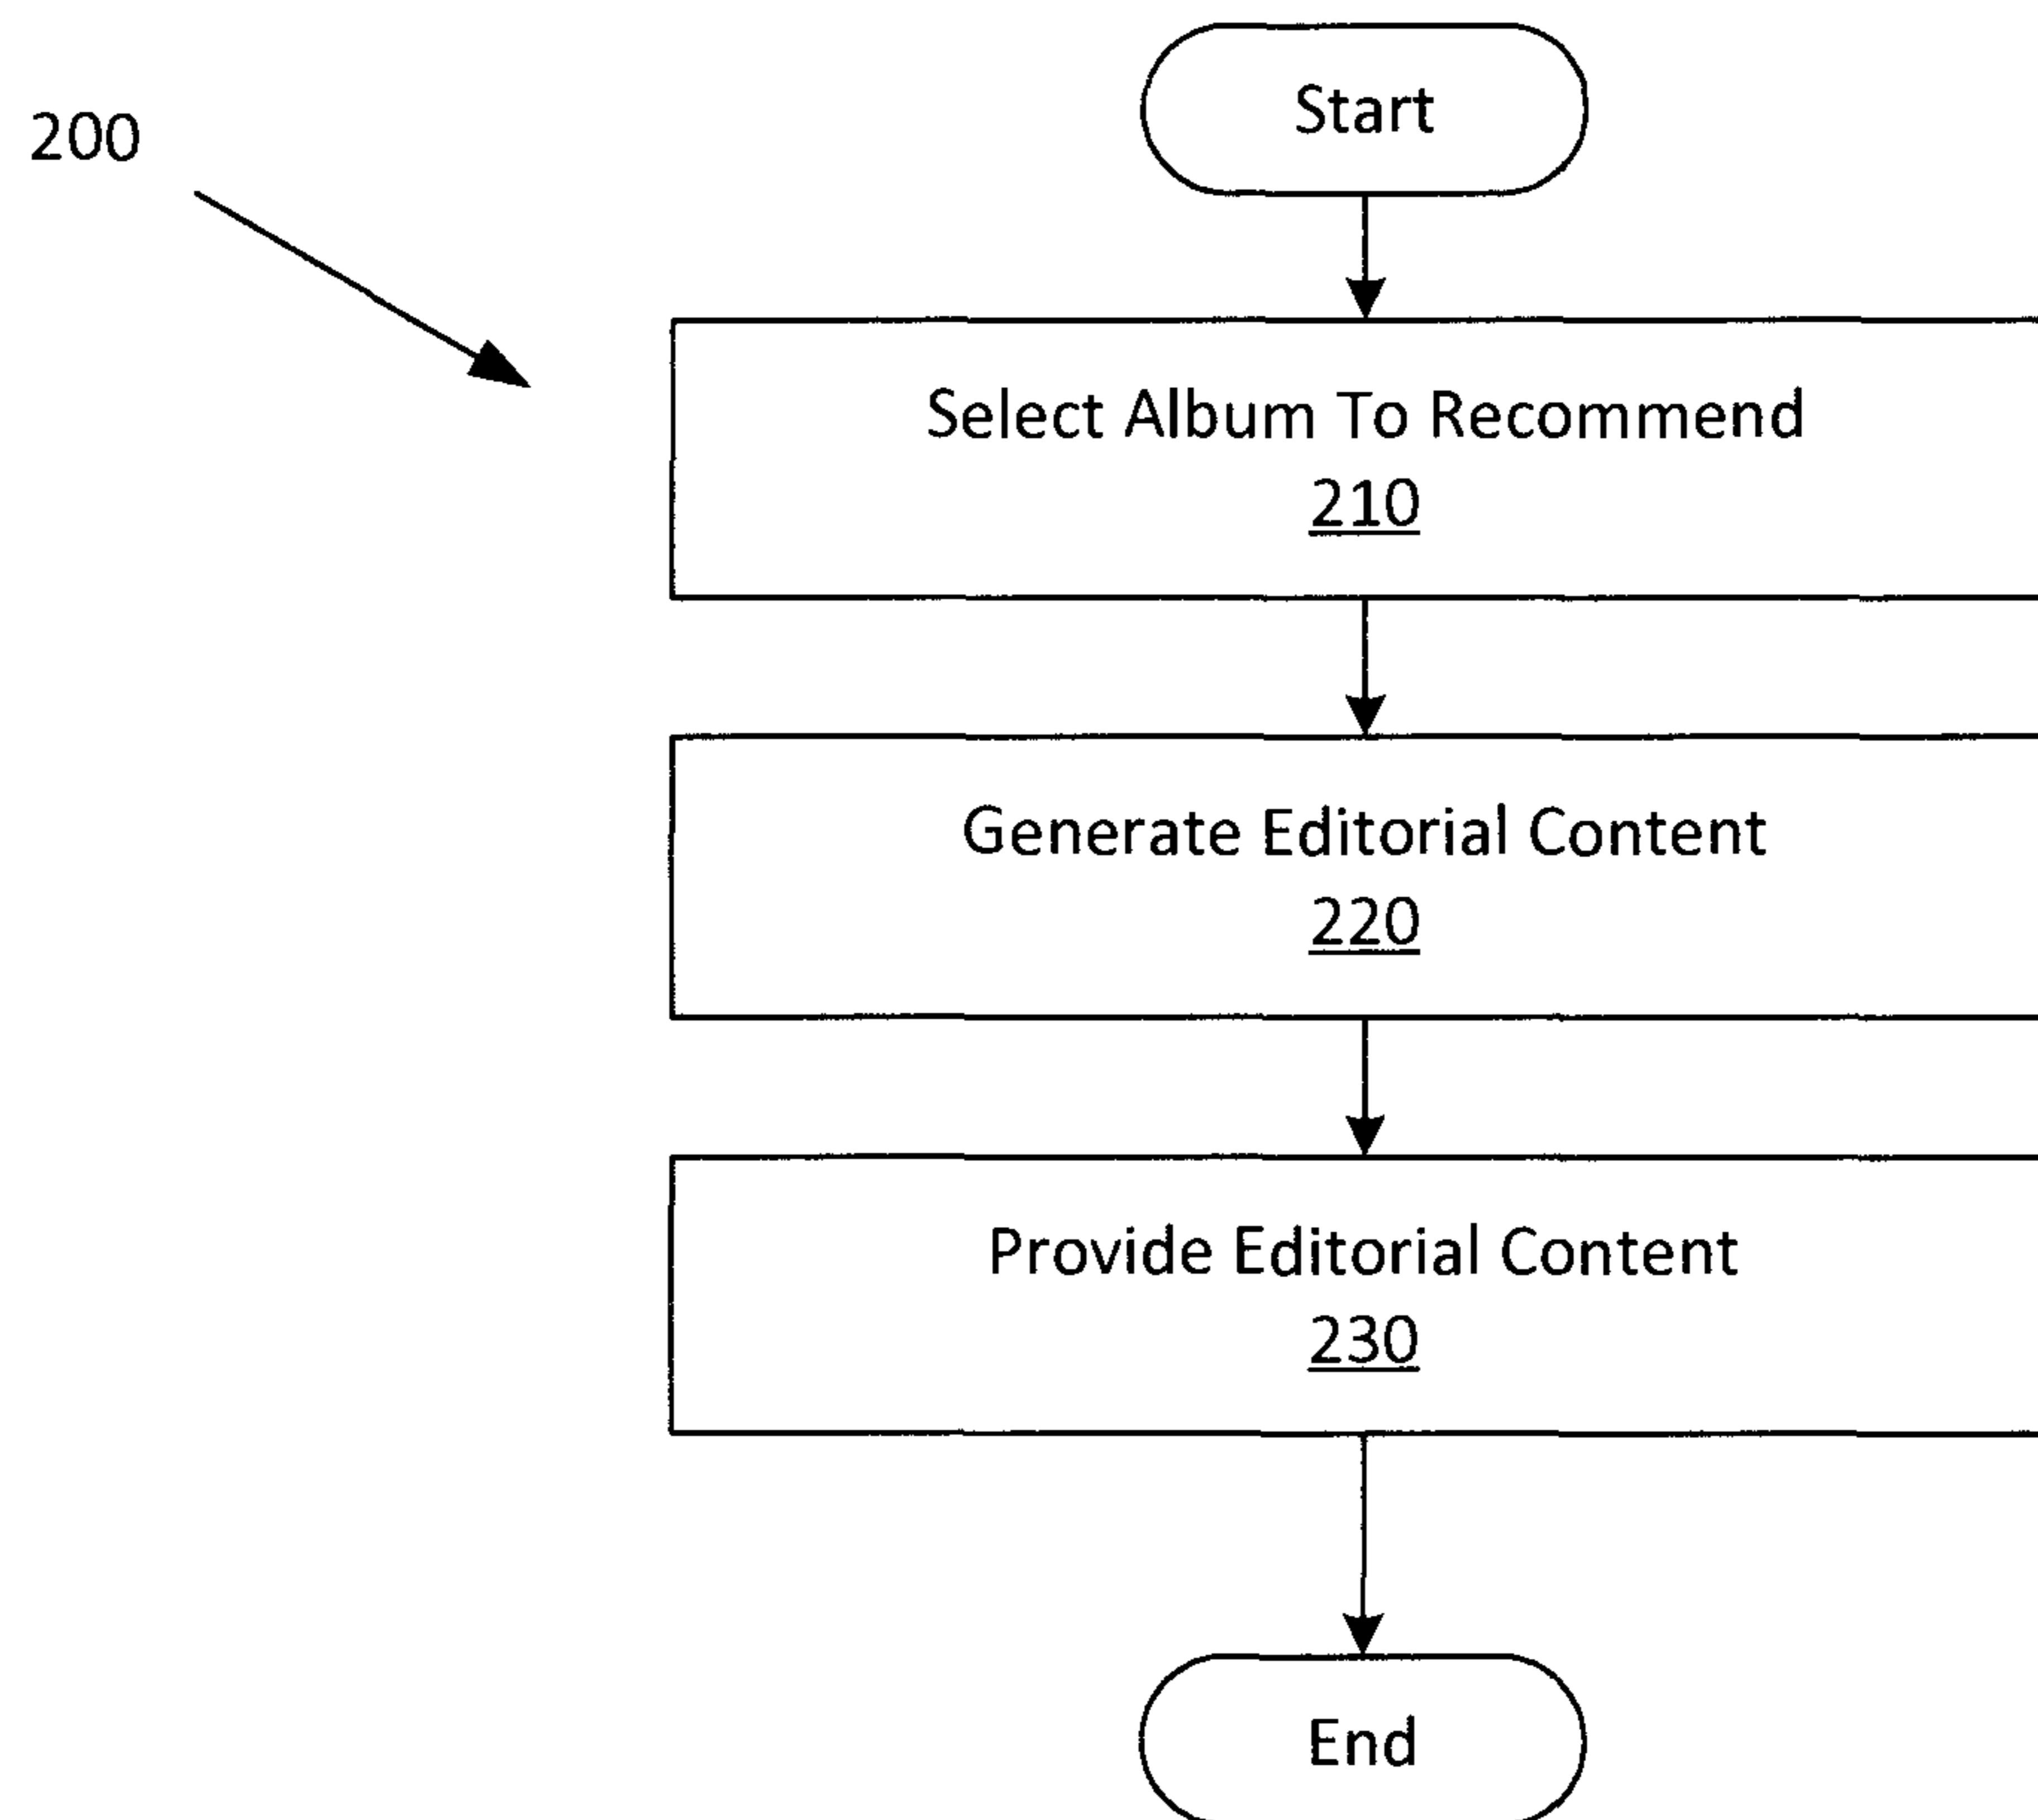 200
Start
Select Album To Recommend
210
Generate Editorial Content
220
Provide Editorial Content
230
End